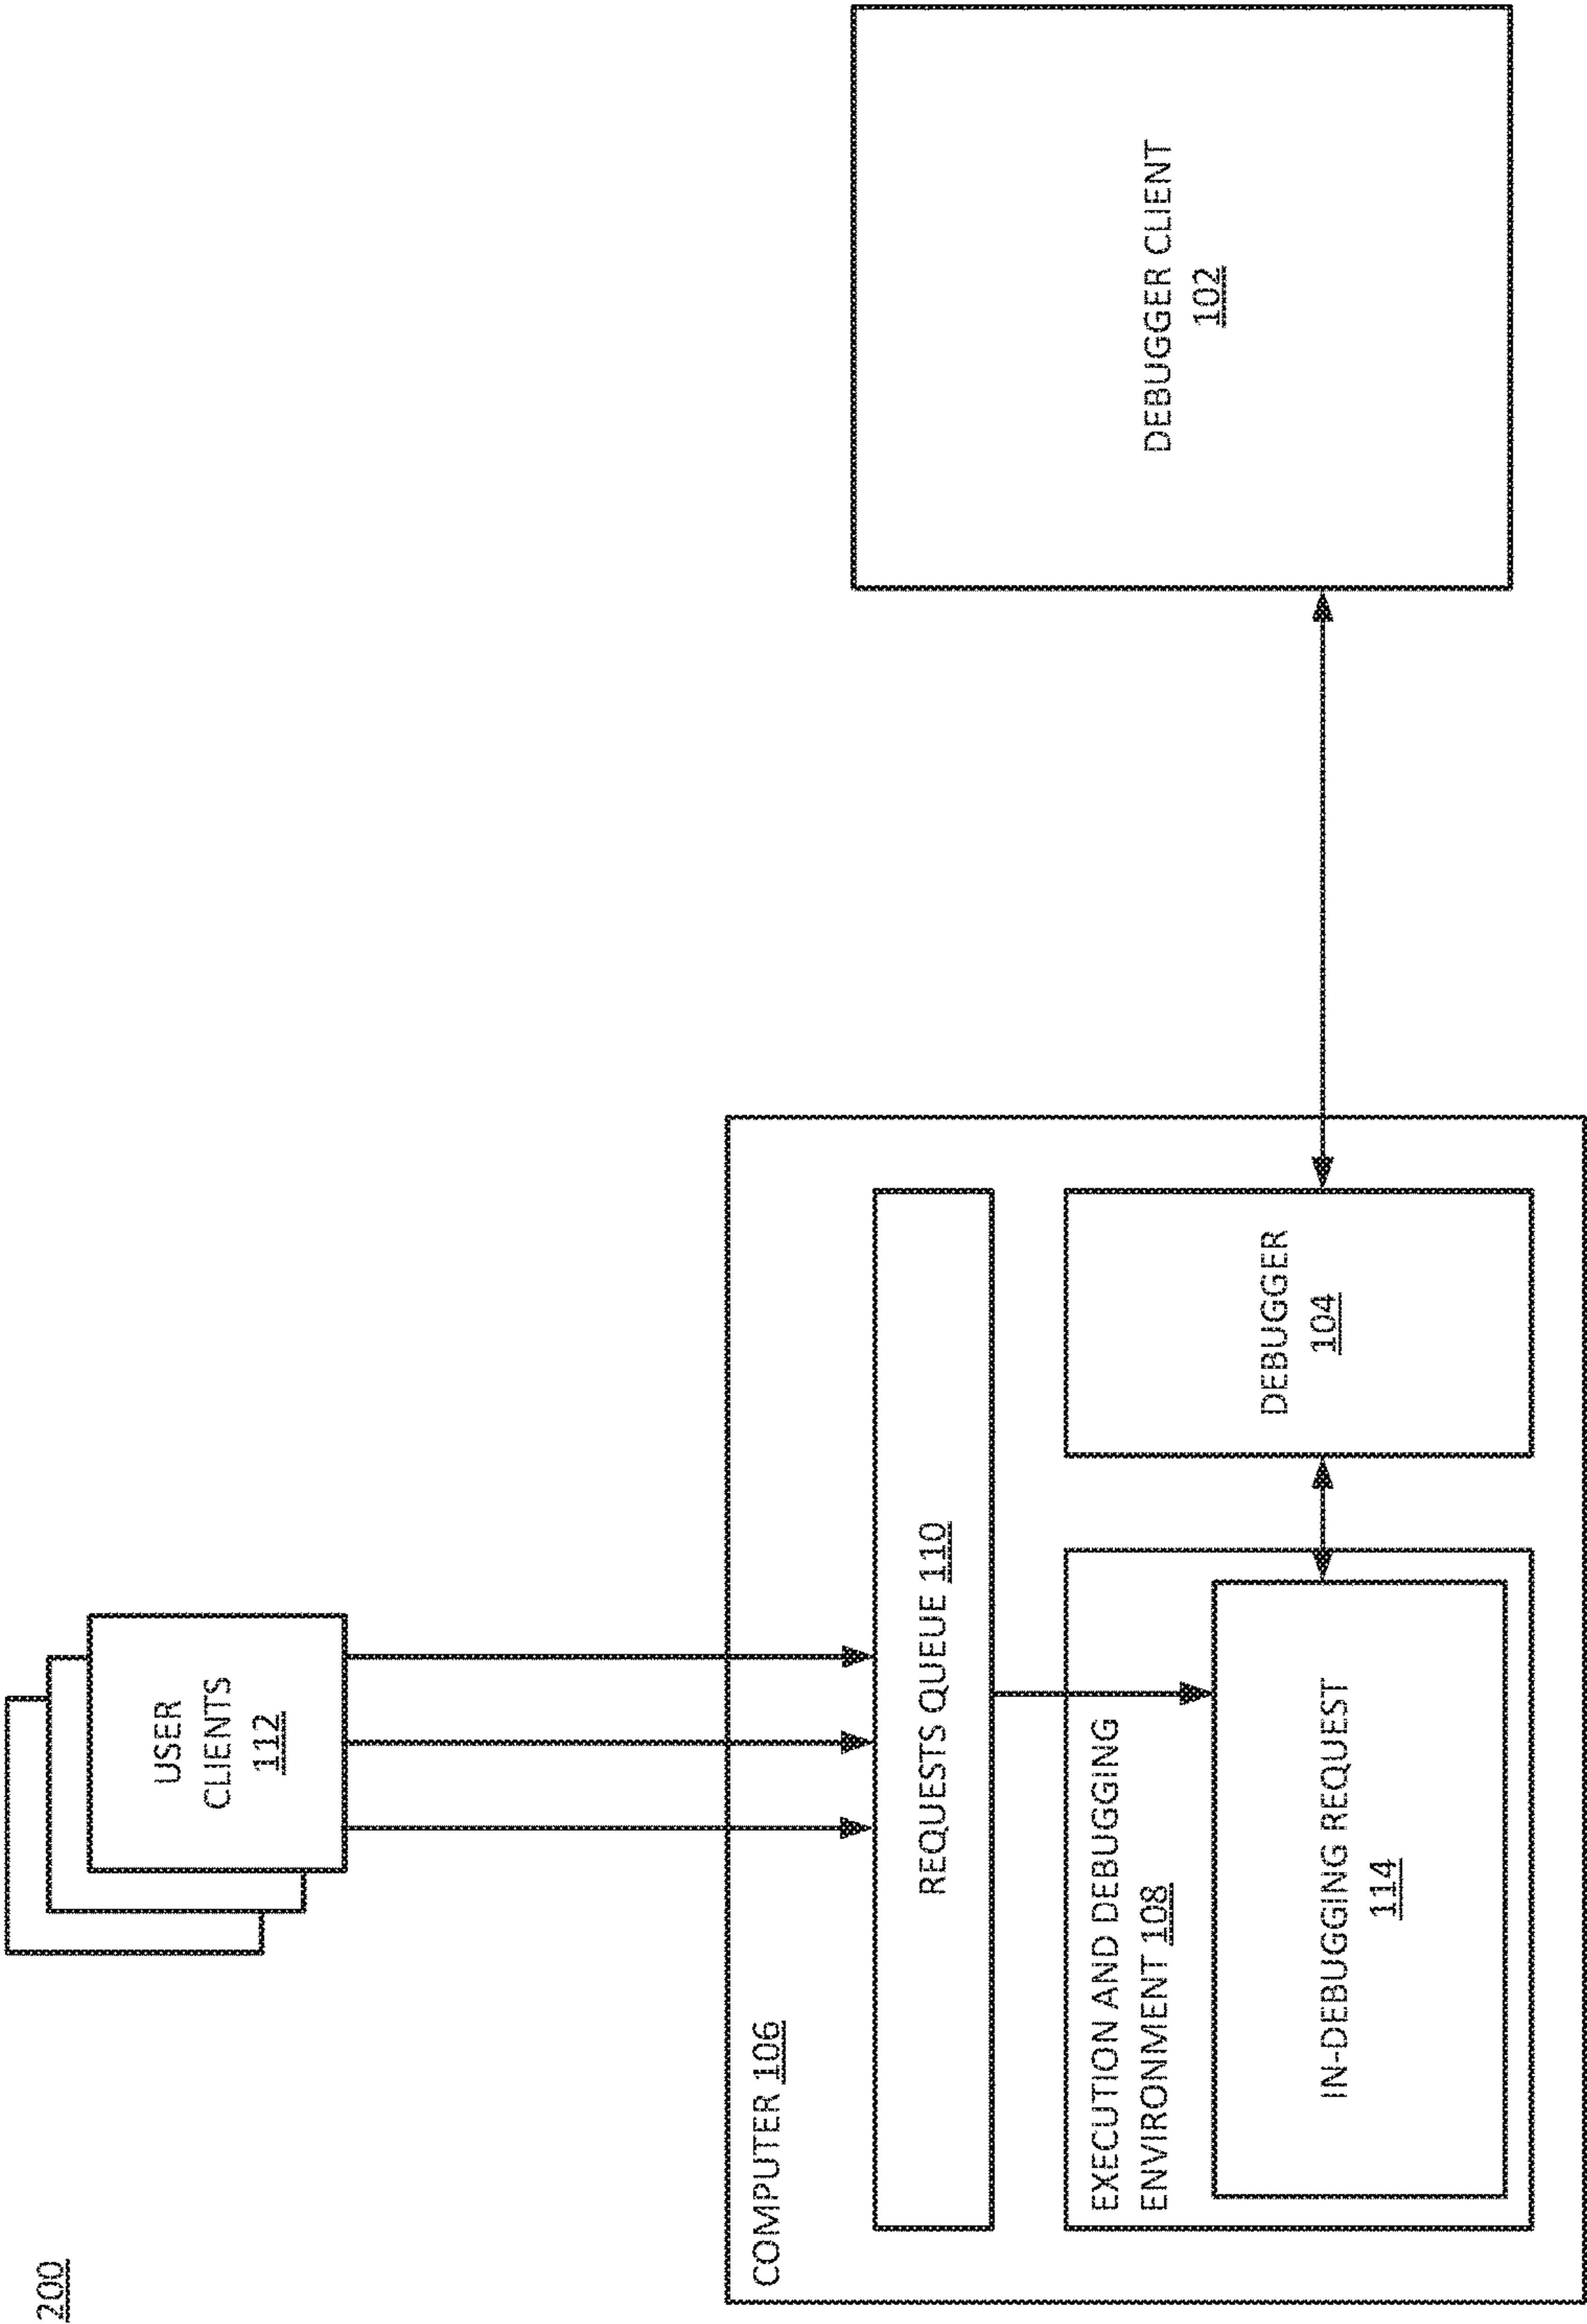 200
USER
CLIENTS
112
COMPUTER 106
REQUESTS QUEUE 110
EXECUTION AND DEBUGGING
ENVIRONMENT 108
IN-DEBUGGING REQUEST
114
DEBUGGER
104
DEBUGGER CLIENT
102